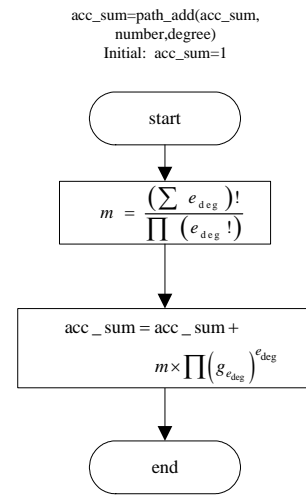 acc_sum=path_add(acc_sum,
number,degree)
Initial: acc_sum=1
start
m = (∑ e_deg)! / ∏ (e_deg !)
acc _ sum = acc _ sum +
m × ∏(g_{e_deg})^{e_deg}
end